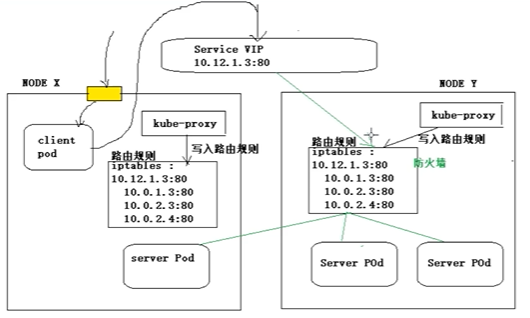 Service VIP
10.12.1.3:80
NODE X
NODE Y
client
pod
kube-proxy
写入路由规则
路由规则
iptables :
10.12.1.3:80
10.0.1.3:80
10.0.2.3:80
10.0.2.4:80
server Pod
kube-proxy
写入路由规则
路由规则
防火墙
iptables :
10.12.1.3:80
10.0.1.3:80
10.0.2.3:80
10.0.2.4:80
Server POd
Server POd